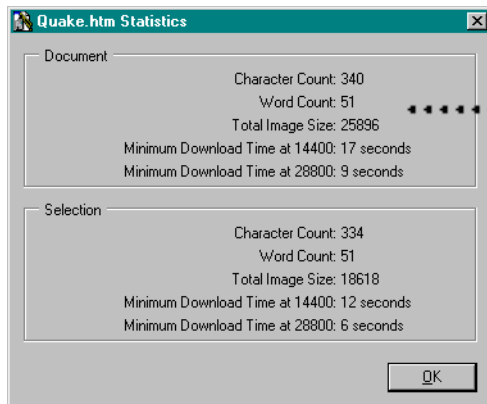 Quake.htm Statistics
Document
Character Count: 340
Word Count: 51
Total Image Size: 25896
Minimum Download Time at 14400: 17 seconds
Minimum Download Time at 28800: 9 seconds
Selection
Character Count: 334
Word Count: 51
Total Image Size: 18618
Minimum Download Time at 14400: 12 seconds
Minimum Download Time at 28800: 6 seconds
OK